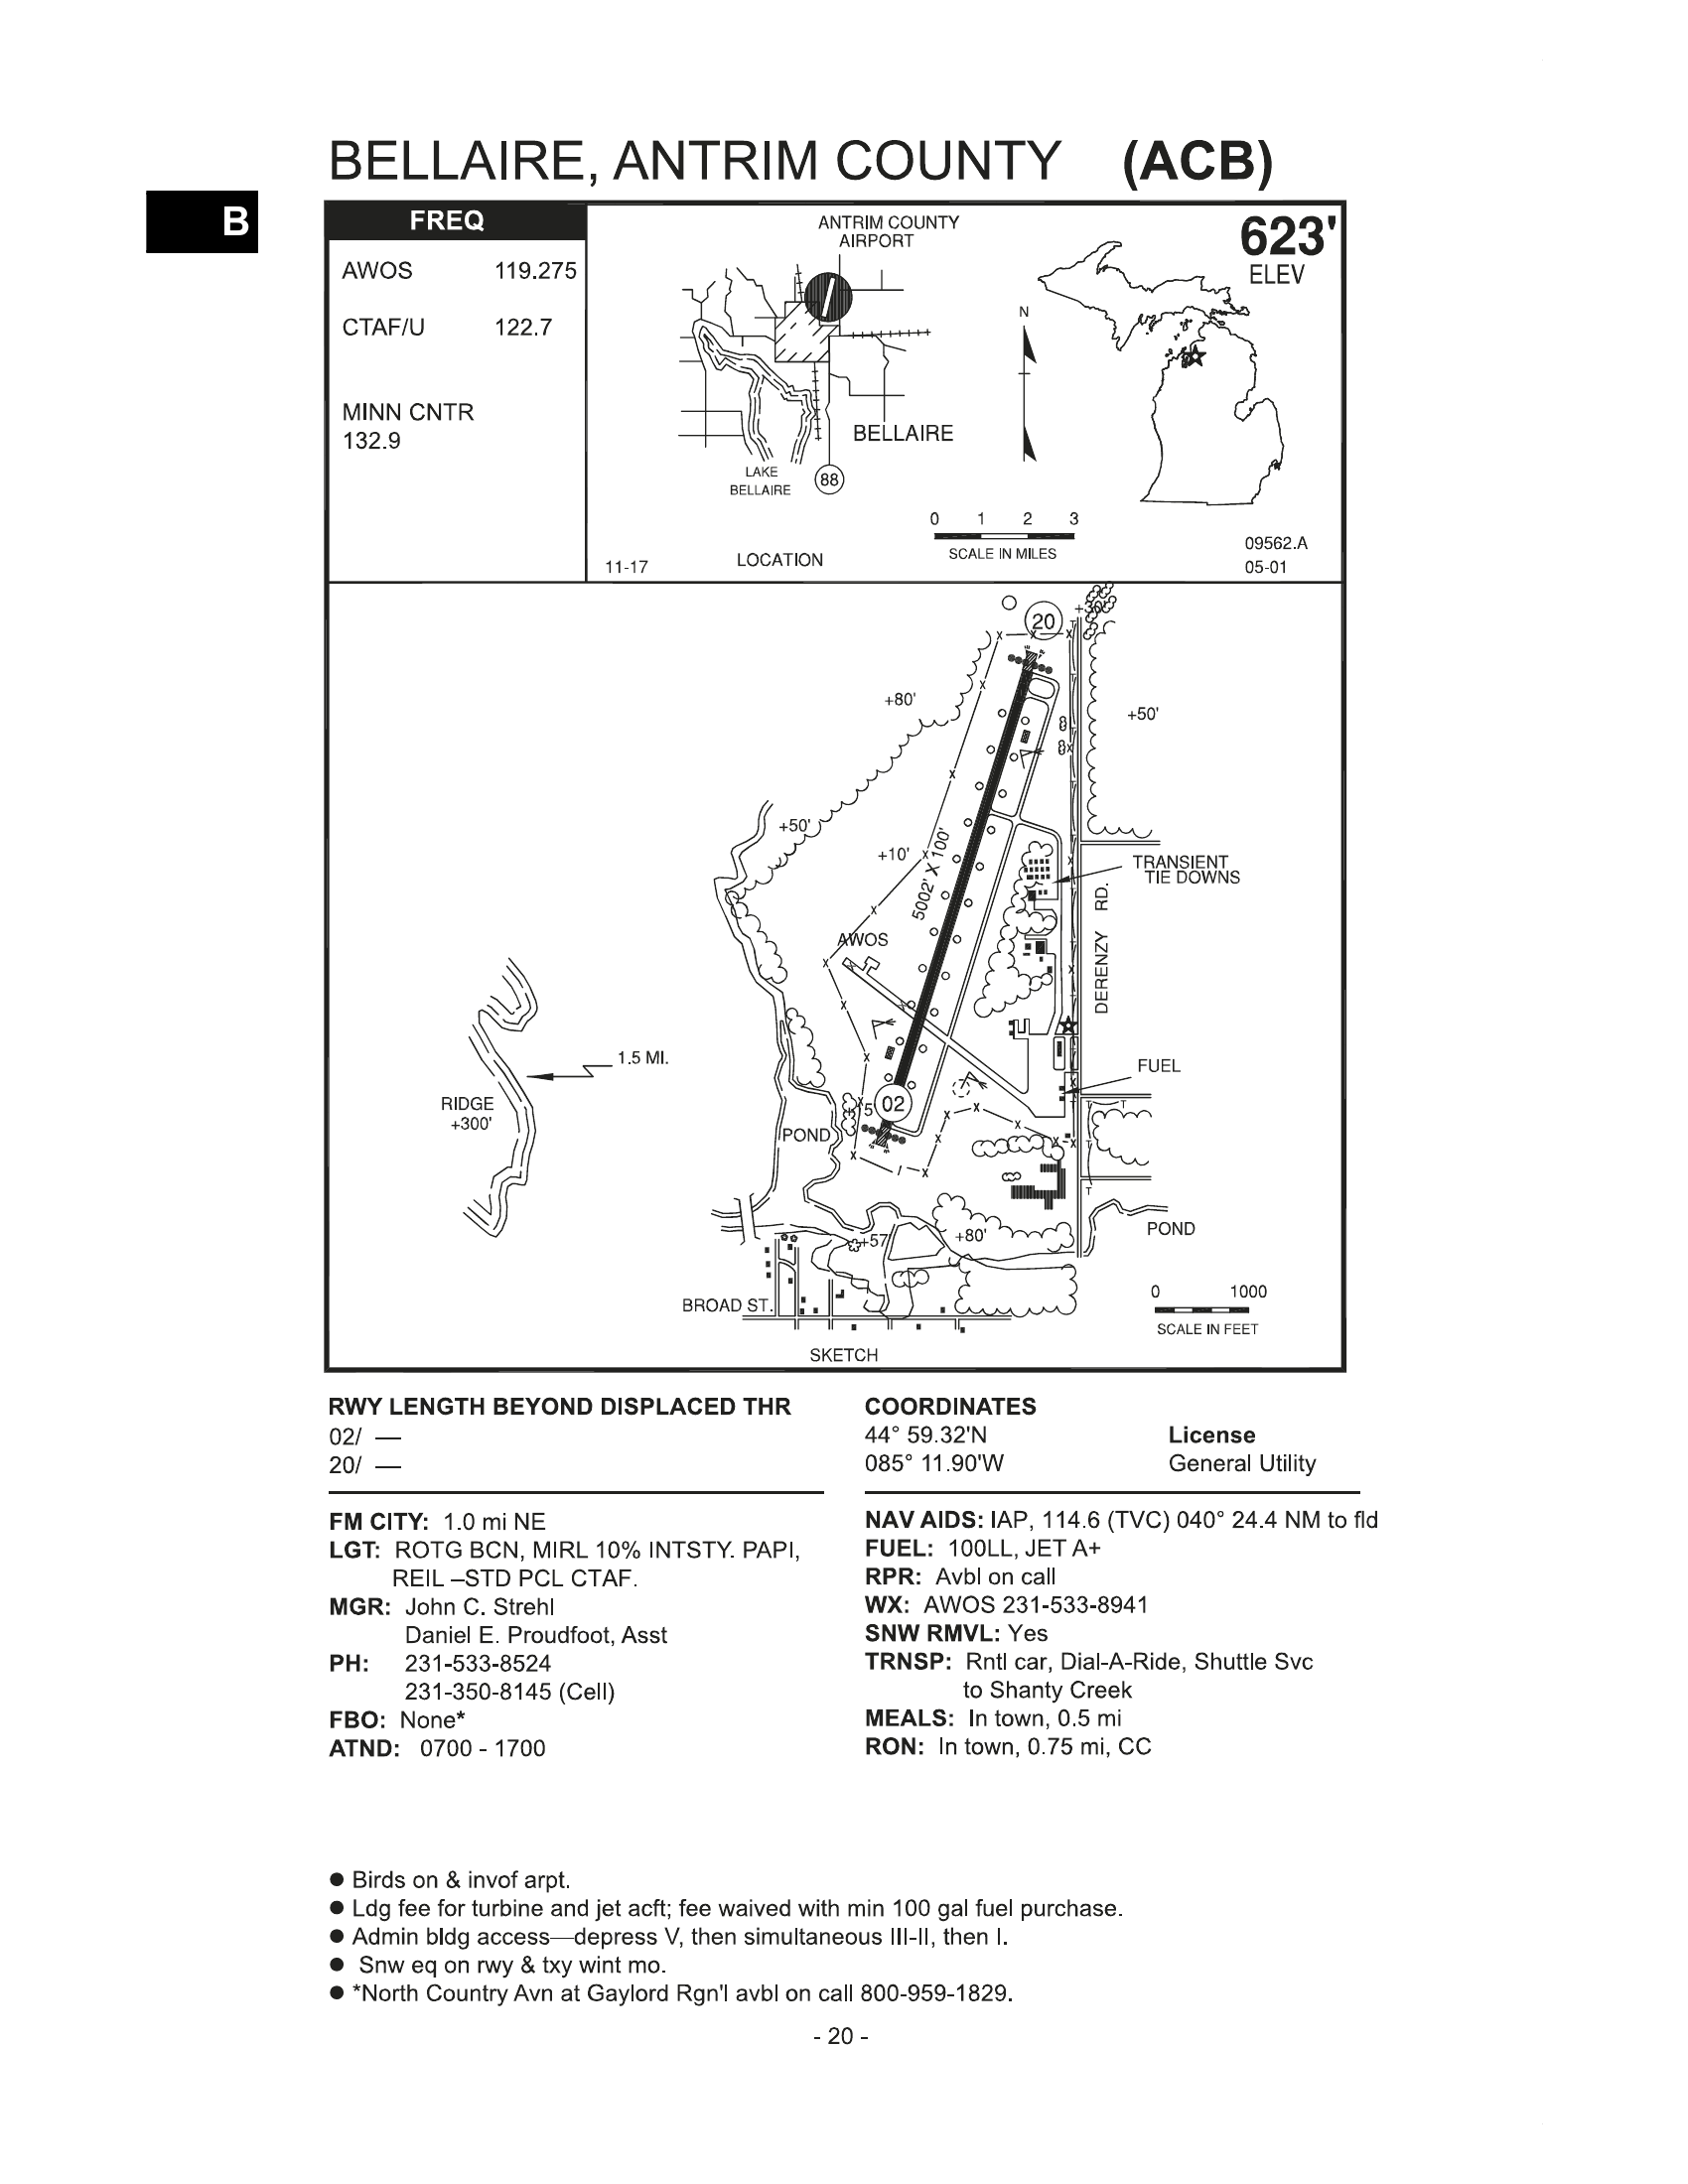 BELLAIRE, ANTRIM COUNTY (ACB)
B
FREQ
AWOS 119.275
CTAF/U 122.7
MINN CNTR
132.9
ANTRIM COUNTY
AIRPORT
623'
ELEV
N
BELLAIRE
LAKE
BELLAIRE
88
0 1 2 3
SCALE IN MILES
09562.A
05-01
11-17
LOCATION
20
+30'
+80'
+50'
+50'
+10'
5002' X 100'
TRANSIENT
TIE DOWNS
AWOS
DERENZY RD.
1.5 MI.
FUEL
RIDGE
+300'
02
POND
+80'
POND
+57'
BROAD ST.
0 1000
SCALE IN FEET
SKETCH
RWY LENGTH BEYOND DISPLACED THR
02/ —
20/ —
COORDINATES
44° 59.32'N
085° 11.90'W
License
General Utility
FM CITY: 1.0 mi NE
LGT: ROTG BCN, MIRL 10% INTSTY. PAPI,
REIL –STD PCL CTAF.
MGR: John C. Strehl
Daniel E. Proudfoot, Asst
PH: 231-533-8524
231-350-8145 (Cell)
FBO: None*
ATND: 0700 - 1700
NAV AIDS: IAP, 114.6 (TVC) 040° 24.4 NM to fld
FUEL: 100LL, JET A+
RPR: Avbl on call
WX: AWOS 231-533-8941
SNW RMVL: Yes
TRNSP: Rntl car, Dial-A-Ride, Shuttle Svc
to Shanty Creek
MEALS: In town, 0.5 mi
RON: In town, 0.75 mi, CC
● Birds on & invof arpt.
● Ldg fee for turbine and jet acft; fee waived with min 100 gal fuel purchase.
● Admin bldg access—depress V, then simultaneous III-II, then I.
● Snw eq on rwy & txy wint mo.
● *North Country Avn at Gaylord Rgn'l avbl on call 800-959-1829.
- 20 -